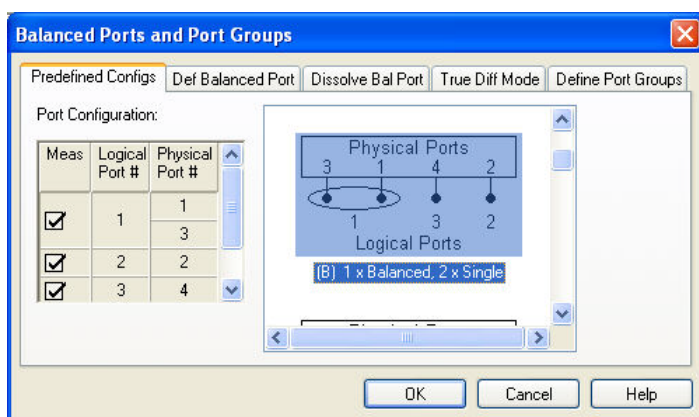 Balanced Ports and Port Groups
Predefined Configs Def Balanced Port Dissolve Bal Port True Diff Mode Define Port Groups
Port Configuration:
Meas Logical Port # Physical Port #
1 1
3
2 2
3 4
Physical Ports
3 1 4 2
1 3 2
Logical Ports
(B) 1 x Balanced, 2 x Single
OK Cancel Help